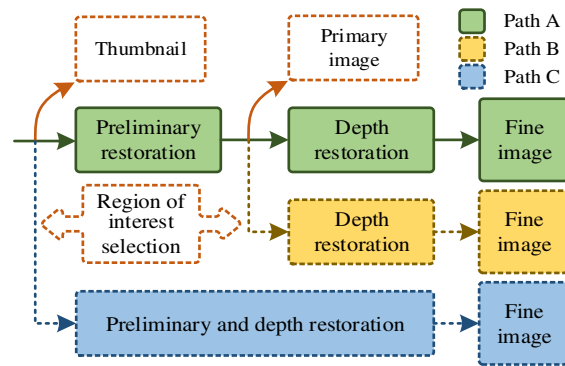 Thumbnail
Primary
image
Path A
Path B
Path C
Preliminary
restoration
Depth
restoration
Fine
image
Region of
interest
selection
Depth
restoration
Fine
image
Preliminary and depth restoration
Fine
image